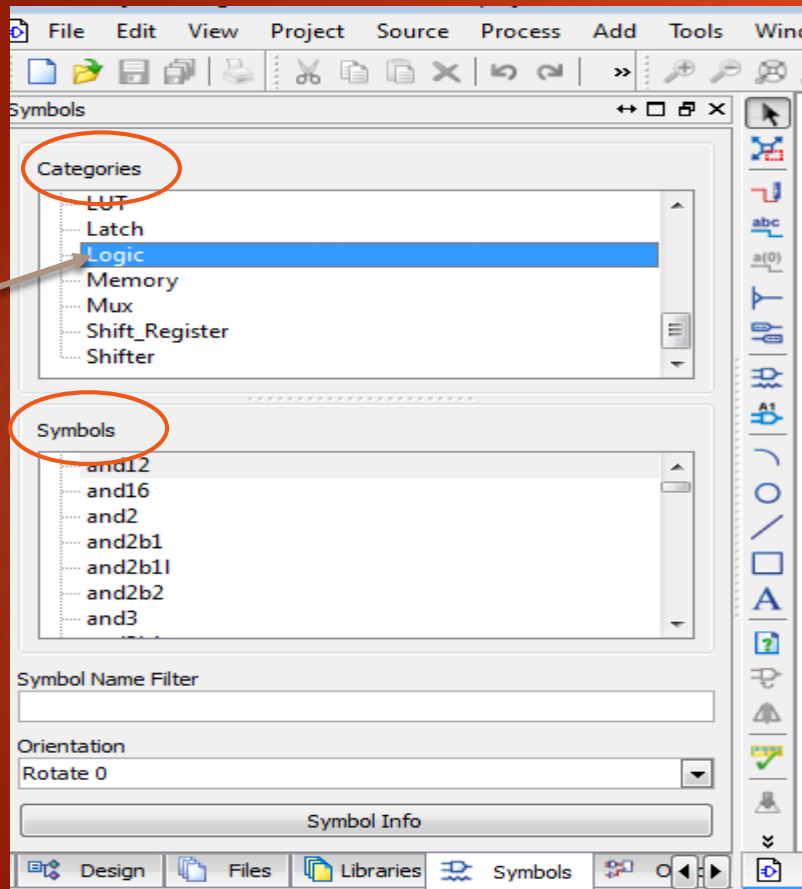 File Edit View Project Source Process Add Tools
Symbols
Categories
LUT
Latch
Logic
Memory
Mux
Shift_Register
Shifter
abc
a(0)
A1
Symbols
and12
and16
and2
and2b1
and2b1l
and2b2
and3
A
Symbol Name Filter
Orientation
Rotate 0
Symbol Info
Design Files Libraries Symbols